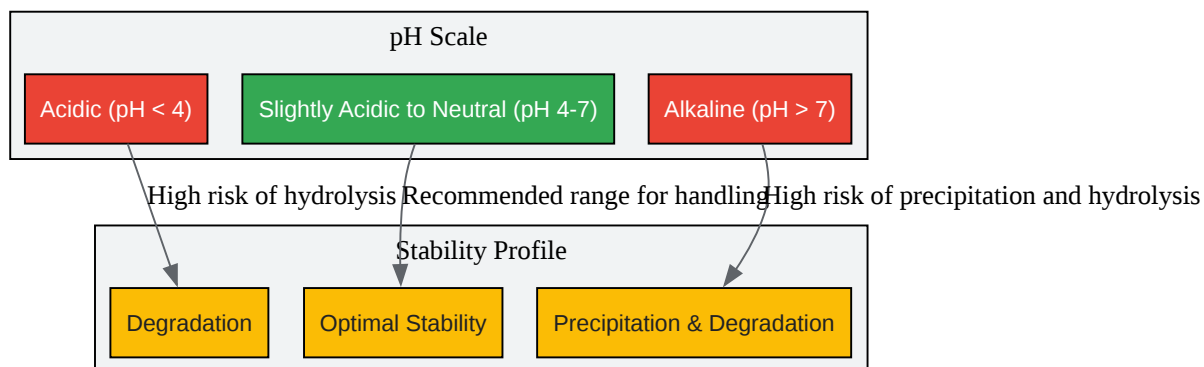 pH Scale
Acidic (pH < 4)
Slightly Acidic to Neutral (pH 4-7)
Alkaline (pH > 7)
High risk of hydrolysis
Recommended range for handling
High risk of precipitation and hydrolysis
Stability Profile
Degradation
Optimal Stability
Precipitation & Degradation